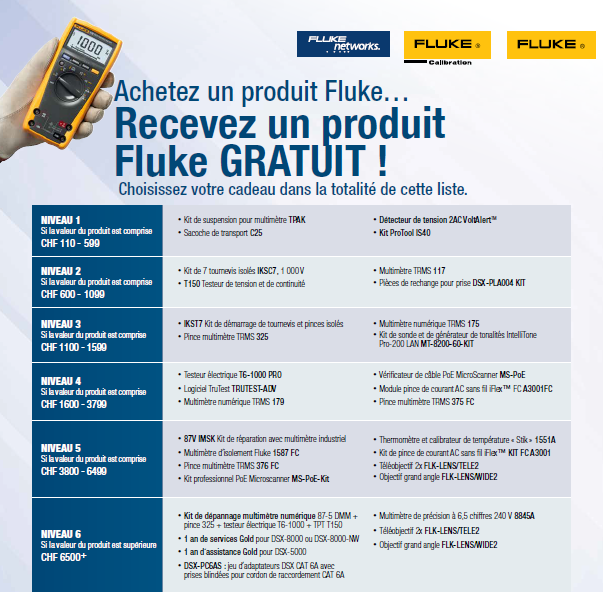 1000
FLUKE
networks.
FLUKE ®
Calibration
FLUKE ®
Achetez un produit Fluke…
Recevez un produit
Fluke GRATUIT !
Choisissez votre cadeau dans la totalité de cette liste.
NIVEAU 1
Si la valeur du produit est comprise
CHF 110 - 599
• Kit de suspension pour multimètre TPAK
• Sacoche de transport C25
• Détecteur de tension 2AC VoltAlert™
• Kit ProTool IS40
NIVEAU 2
Si la valeur du produit est comprise
CHF 600 - 1099
• Kit de 7 tournevis isolés IKSC7, 1 000 V
• T150 Testeur de tension et de continuité
• Multimètre TRMS 117
• Pièces de rechange pour prise DSX-PLA004 KIT
NIVEAU 3
Si la valeur du produit est comprise
CHF 1100 - 1599
• IKST7 Kit de démarrage de tournevis et pinces isolés
• Pince multimètre TRMS 325
• Multimètre numérique TRMS 175
• Kit de sonde et de générateur de tonalités IntelliTone
Pro-200 LAN MT-8200-60-KIT
NIVEAU 4
Si la valeur du produit est comprise
CHF 1600 - 3799
• Testeur électrique T6-1000 PRO
• Logiciel TruTest TRUTEST-ADV
• Multimètre numérique TRMS 179
• Vérificateur de câble PoE MicroScanner MS-PoE
• Module pince de courant AC sans fil iFlex™ FC A3001FC
• Pince multimètre TRMS 375 FC
NIVEAU 5
Si la valeur du produit est comprise
CHF 3800 - 6499
• 87V IMSK Kit de réparation avec multimètre industriel
• Multimètre d'isolement Fluke 1587 FC
• Pince multimètre TRMS 376 FC
• Kit professionnel PoE Microscanner MS-PoE-Kit
• Thermomètre et calibrateur de température « Stik » 1551A
• Kit de pince de courant AC sans fil iFlex™ KIT FC A3001
• Téléobjectif 2x FLK-LENS/TELE2
• Objectif grand angle FLK-LENS/WIDE2
NIVEAU 6
Si la valeur du produit est supérieure
CHF 6500+
• Kit de dépannage multimètre numérique 87-5 DMM +
pince 325 + testeur électrique T6-1000 + TPT T150
• 1 an de services Gold pour DSX-8000 ou DSX-8000-NW
• 1 an d'assistance Gold pour DSX-5000
• DSX-PC6AS : jeu d'adaptateurs DSX CAT 6A avec
prises blindées pour cordon de raccordement CAT 6A
• Multimètre de précision à 6,5 chiffres 240 V 8845A
• Téléobjectif 2x FLK-LENS/TELE2
• Objectif grand angle FLK-LENS/WIDE2